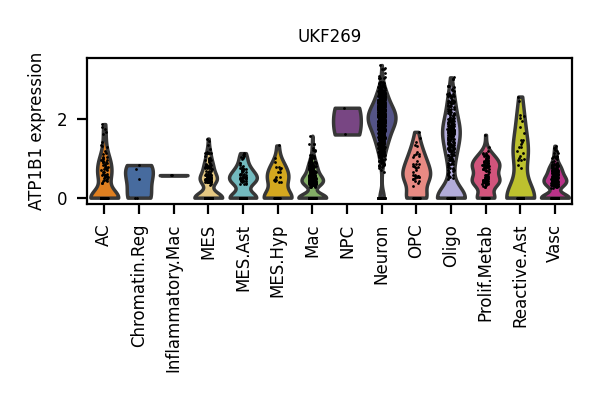 UKF269
ATP1B1 expression
2
0
AC
Chromatin.Reg
Inflammatory.Mac
MES
MES.Ast
MES.Hyp
Mac
NPC
Neuron
OPC
Oligo
Prolif.Metab
Reactive.Ast
Vasc